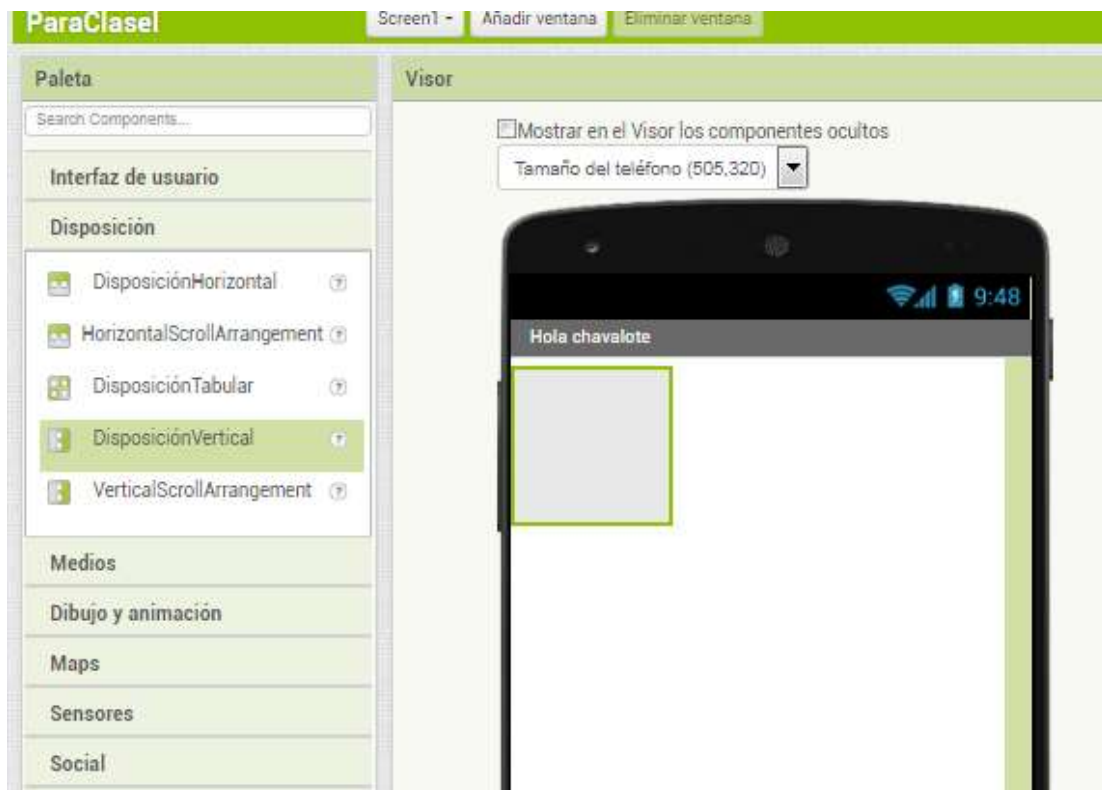 ParaClaseI
Screen1
Añadir ventana
Eliminar ventana
Paleta
Search Components...
Interfaz de usuario
Disposición
DisposiciónHorizontal ?
HorizontalScrollArrangement ?
DisposiciónTabular ?
DisposiciónVertical ?
VerticalScrollArrangement ?
Medios
Dibujo y animación
Maps
Sensores
Social
Visor
Mostrar en el Visor los componentes ocultos
Tamaño del teléfono (505,320)
9:48
Hola chavalote